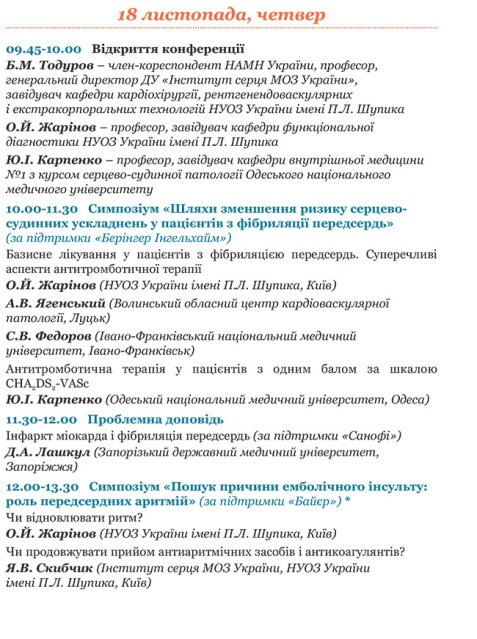 18 листопада, четвер
09.45-10.00 Відкриття конференції
Б.М. Тодуров – член-кореспондент НАМН України, професор,
генеральний директор ДУ «Інститут серця МОЗ України»,
завідувач кафедри кардіохірургії, рентгенендоваскулярних
і екстракорпоральних технологій НУОЗ України імені П.Л. Шупика
О.Й. Жарінов – професор, завідувач кафедри функціональної
діагностики НУОЗ України імені П.Л. Шупика
Ю.І. Карпенко – професор, завідувач кафедри внутрішньої медицини
№1 з курсом серцево-судинної патології Одеського національного
медичного університету
10.00-11.30 Симпозіум «Шляхи зменшення ризику серцево-
судинних ускладнень у пацієнтів з фібриляції передсердь»
(за підтримки «Берінгер Інгельхайм»)
Базисне лікування у пацієнтів з фібриляцією передсердь. Суперечливі
аспекти антитромботичної терапії
О.Й. Жарінов (НУОЗ України імені П.Л. Шупика, Київ)
А.В. Ягенський (Волинський обласний центр кардіоваскулярної
патології, Луцьк)
С.В. Федоров (Івано-Франківський національний медичний
університет, Івано-Франківськ)
Антитромботична терапія у пацієнтів з одним балом за шкалою
CHA₂DS₂-VASc
Ю.І. Карпенко (Одеський національний медичний університет, Одеса)
11.30-12.00 Проблемна доповідь
Інфаркт міокарда і фібриляція передсердь (за підтримки «Санофі»)
Д.А. Лашкул (Запорізький державний медичний університет,
Запоріжжя)
12.00-13.30 Симпозіум «Пошук причини емболічного інсульту:
роль передсердних аритмій» (за підтримки «Байєр») *
Чи відновлювати ритм?
О.Й. Жарінов (НУОЗ України імені П.Л. Шупика, Київ)
Чи продовжувати прийом антиаритмічних засобів і антикоагулянтів?
Я.В. Скибчик (Інститут серця МОЗ України, НУОЗ України
імені П.Л. Шупика, Київ)